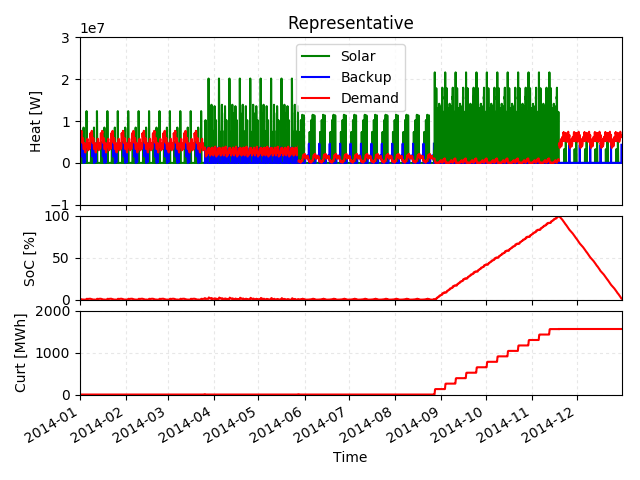 Representative
1e7
Heat [W]
3
2
1
0
−1
Solar
Backup
Demand
SoC [%]
100
50
0
Curt [MWh]
2000
1000
0
2014-01
2014-02
2014-03
2014-04
2014-05
2014-06
2014-07
2014-08
2014-09
2014-10
2014-11
2014-12
Time